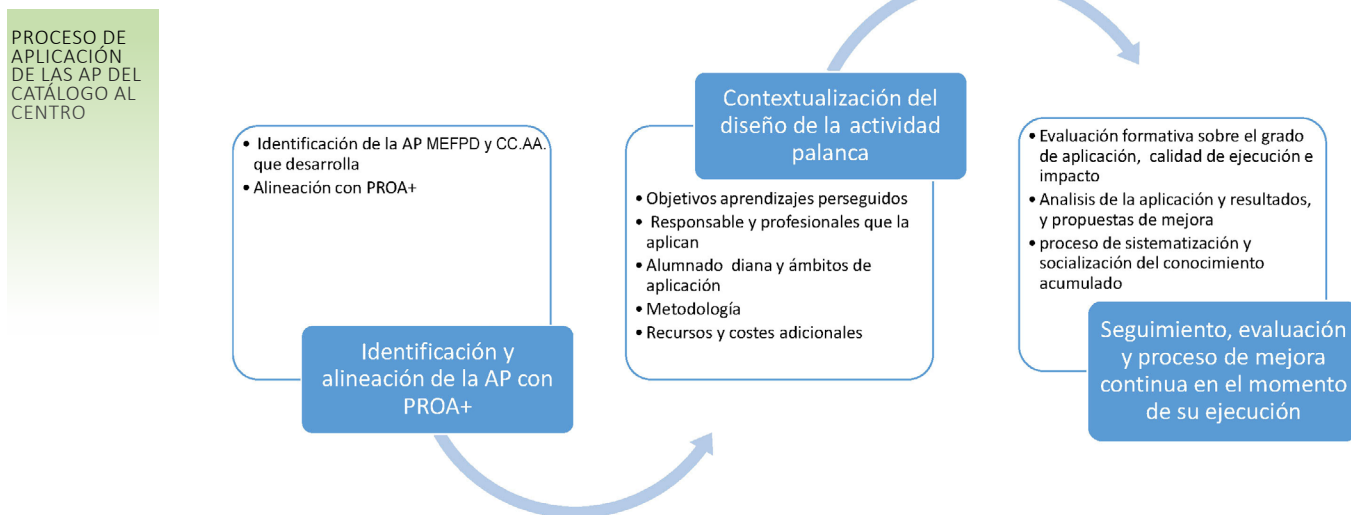 PROCESO DE
APLICACIÓN
DE LAS AP DEL
CATÁLOGO AL
CENTRO
• Identificación de la AP MEFPD y CC.AA.
que desarrolla
• Alineación con PROA+
Identificación y
alineación de la AP con
PROA+
Contextualización del
diseño de la actividad
palanca
• Objetivos aprendizajes perseguidos
• Responsable y profesionales que la
aplican
• Alumnado diana y ámbitos de
aplicación
• Metodología
• Recursos y costes adicionales
• Evaluación formativa sobre el grado
de aplicación, calidad de ejecución e
impacto
• Analisis de la aplicación y resultados,
y propuestas de mejora
• proceso de sistematización y
socialización del conocimiento
acumulado
Seguimiento, evaluación
y proceso de mejora
continua en el momento
de su ejecución